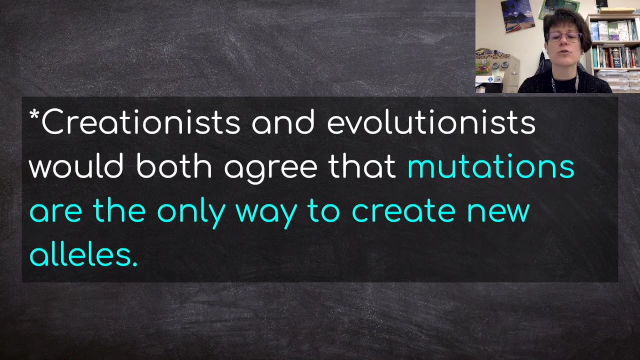 *Creationists and evolutionists
would both agree that mutations
are the only way to create new
alleles.